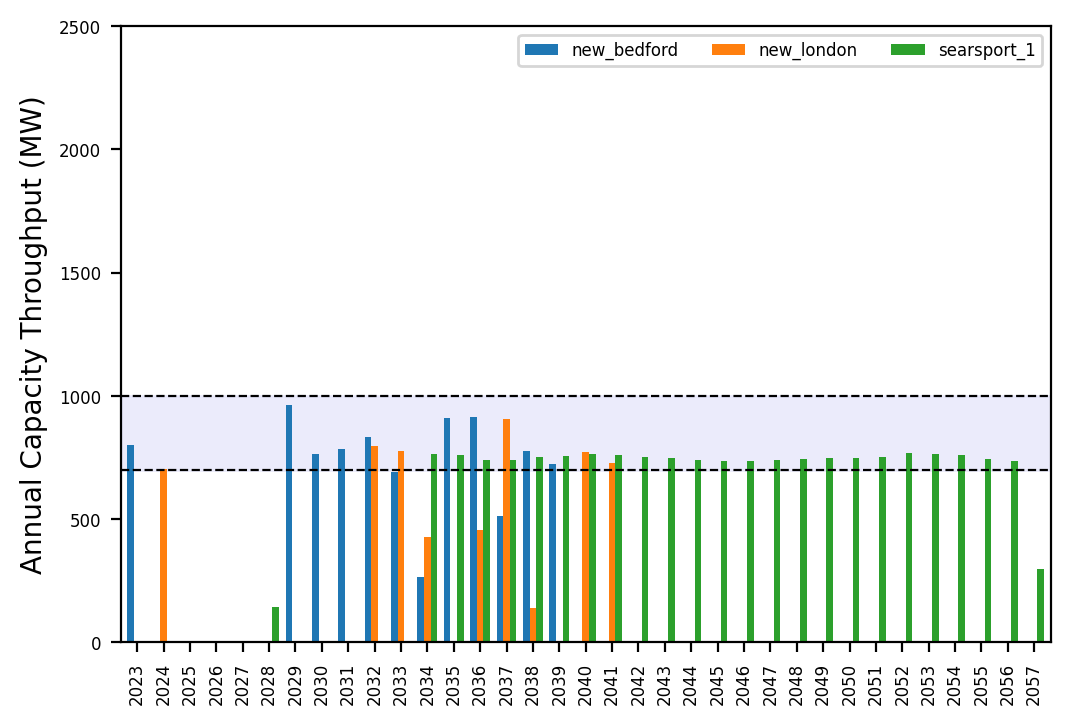 2500
new_bedford new_london searsport_1
2000
1500
1000
500
0
Annual Capacity Throughput (MW)
2023 2024 2025 2026 2027 2028 2029 2030 2031 2032 2033 2034 2035 2036 2037 2038 2039 2040 2041 2042 2043 2044 2045 2046 2047 2048 2049 2050 2051 2052 2053 2054 2055 2056 2057